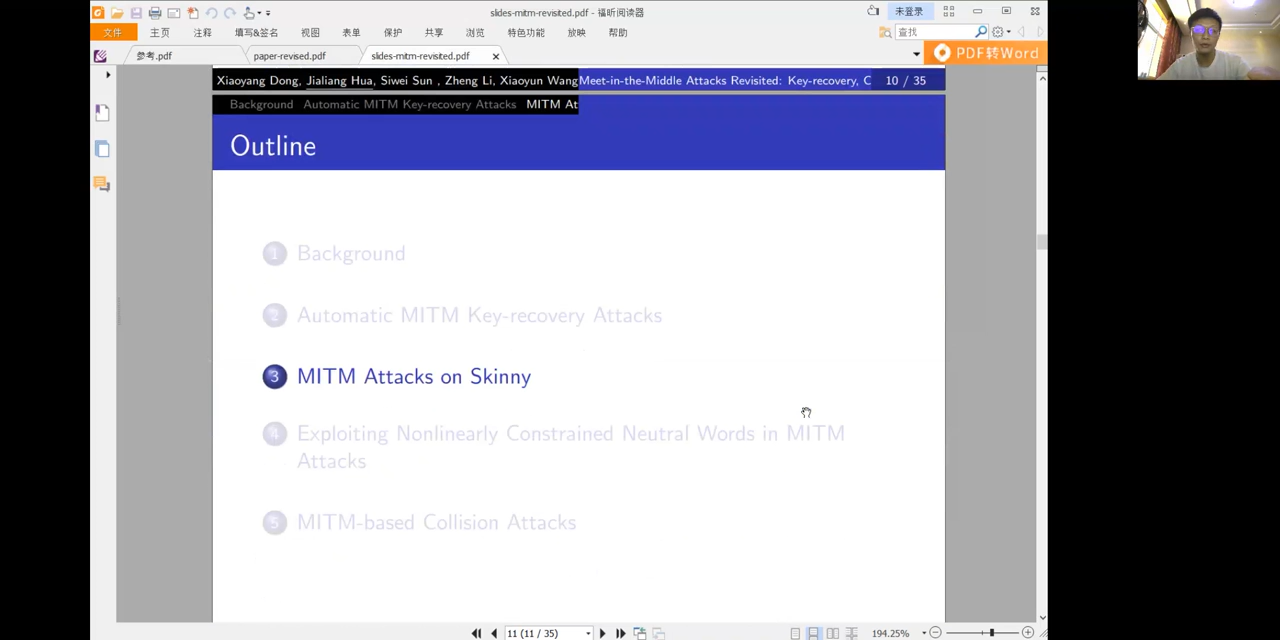 slides-mitm-revisited.pdf - 福昕阅读器
未登录
文件 主页 注释 填写&签名 视图 表单 保护 共享 浏览 特色功能 放映 帮助
查找
參考.pdf paper-revised.pdf slides-mitm-revisited.pdf
PDF转Word
Xiaoyang Dong, Jialiang Hua, Siwei Sun , Zheng Li, Xiaoyun Wang Meet-in-the-Middle Attacks Revisited: Key-recovery, C 10 / 35
Background Automatic MITM Key-recovery Attacks MITM At
Outline
1 Background
2 Automatic MITM Key-recovery Attacks
3 MITM Attacks on Skinny
4 Exploiting Nonlinearly Constrained Neutral Words in MITM
Attacks
5 MITM-based Collision Attacks
11 (11 / 35) 194.25%